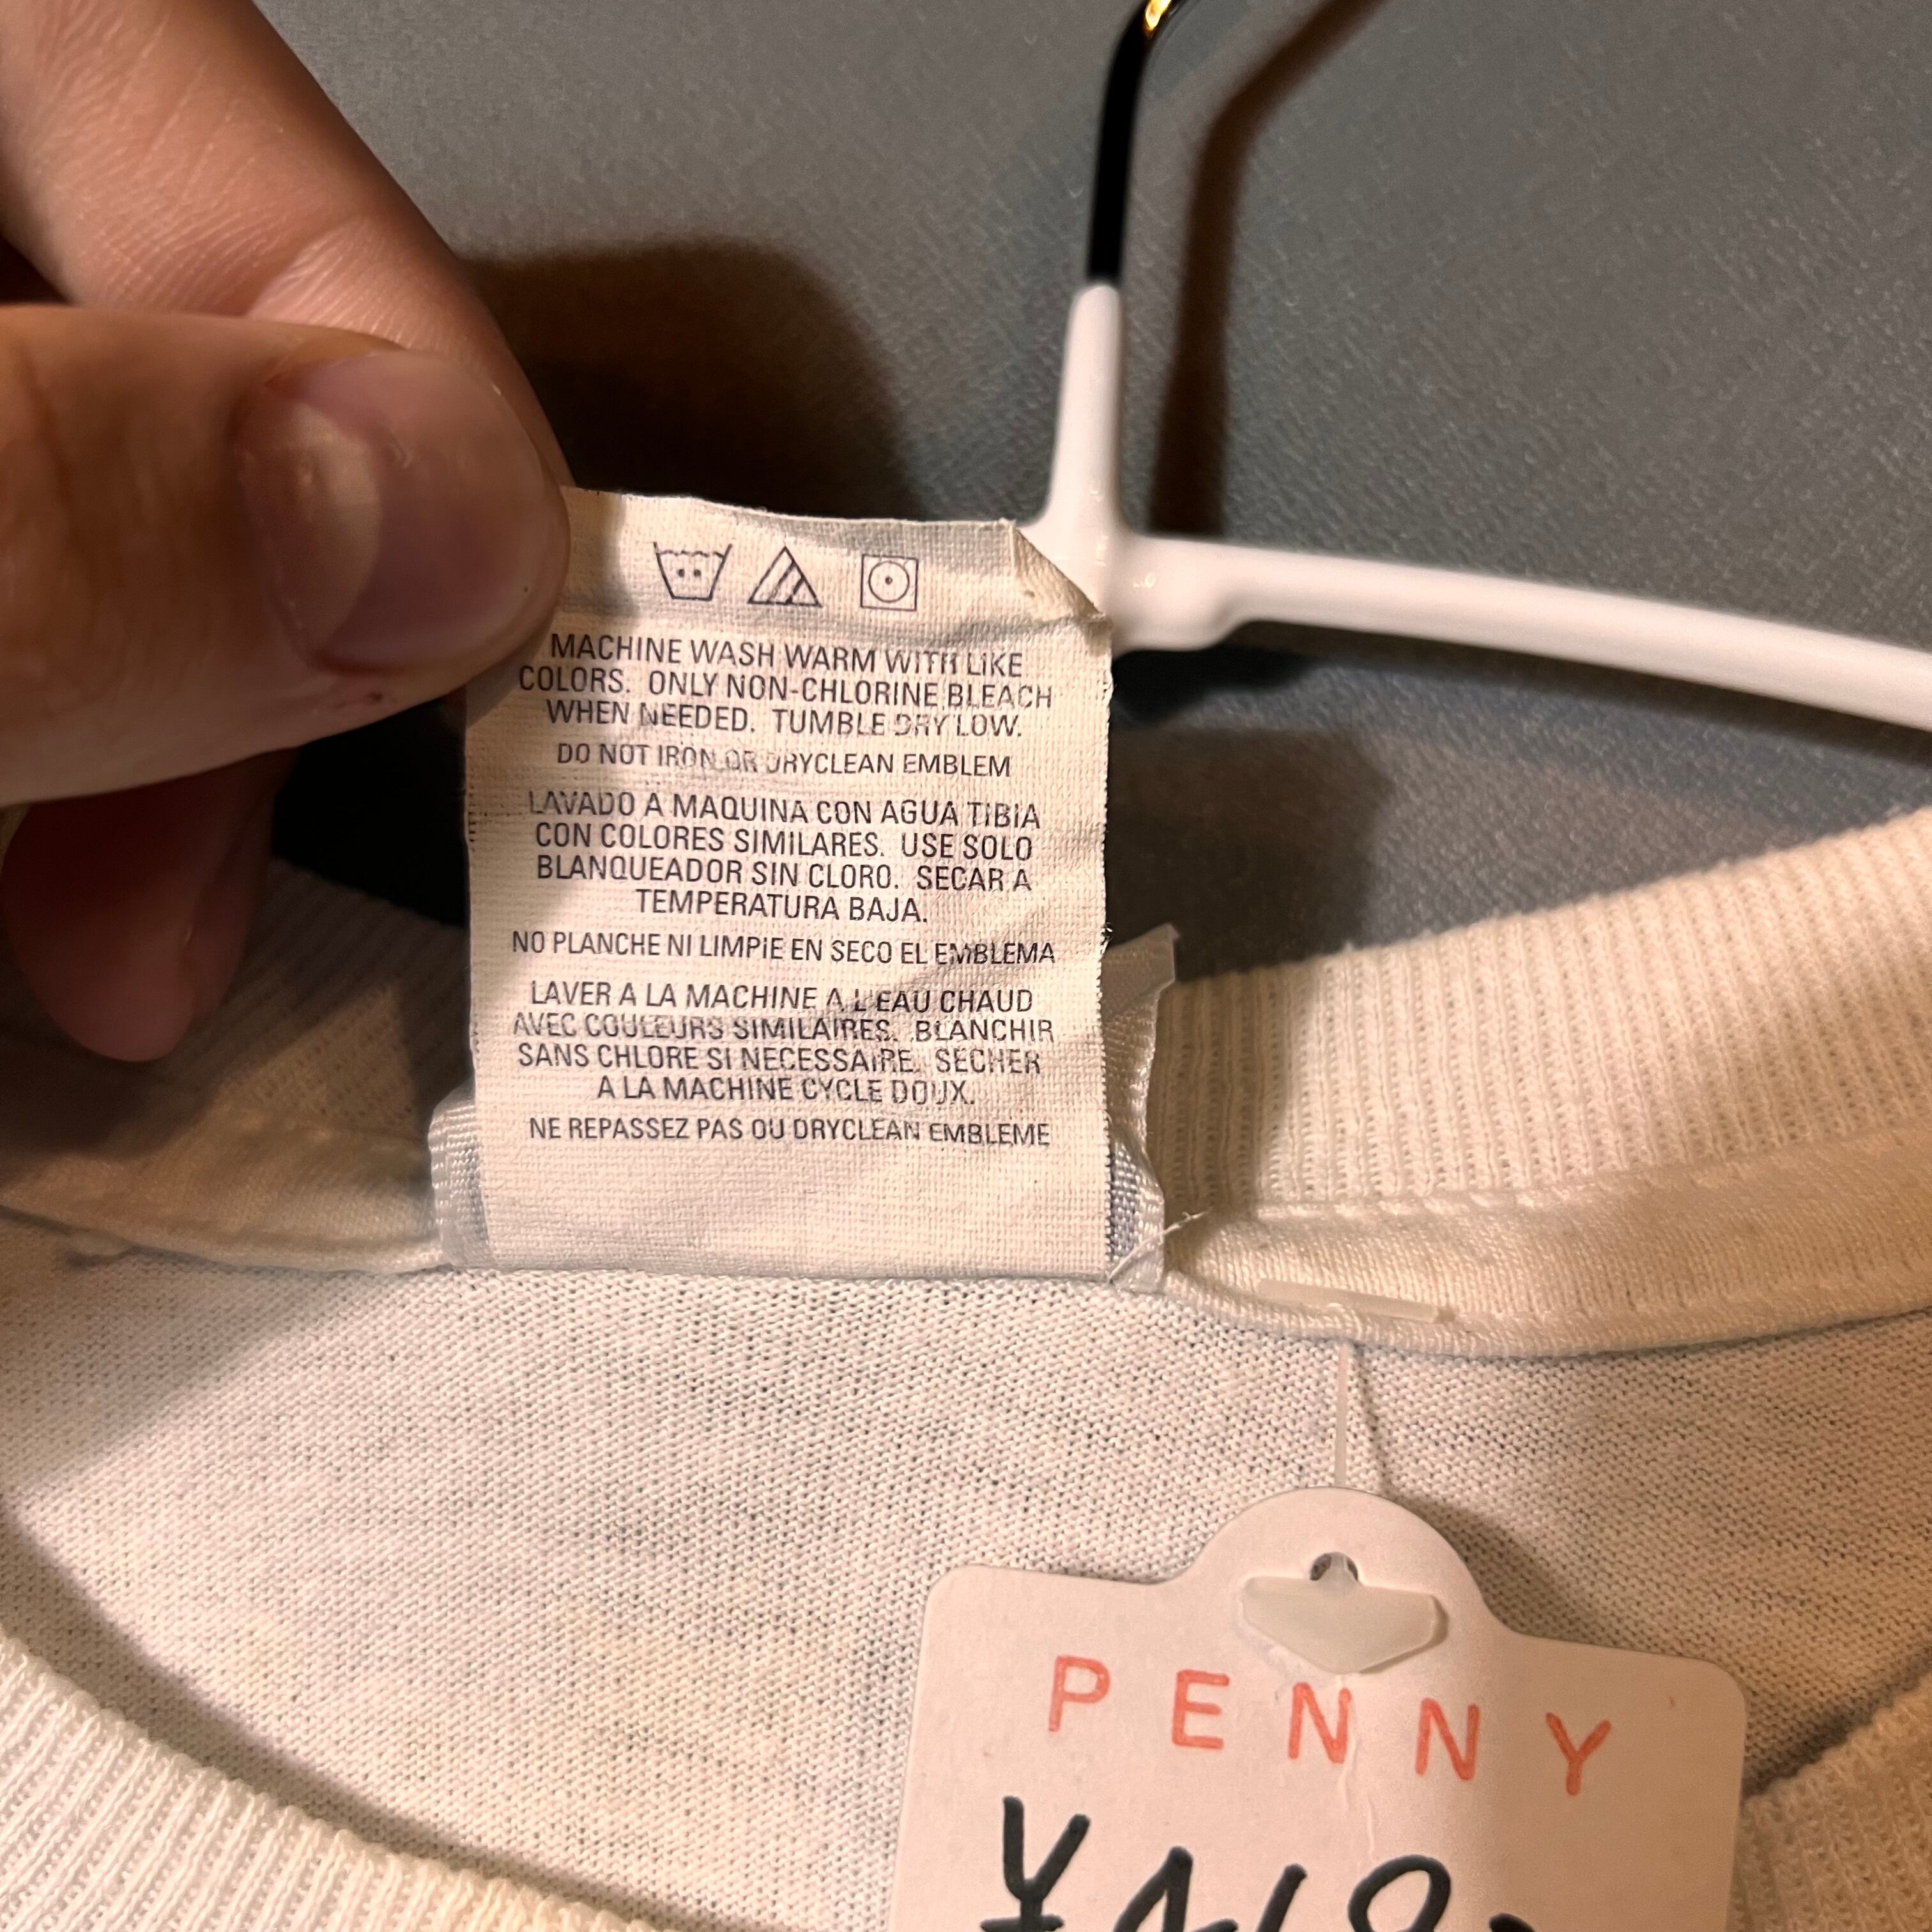 MACHINE WASH WARM WITH LIKE
COLORS. ONLY NON-CHLORINE BLEACH
WHEN NEEDED. TUMBLE DRY LOW.
DO NOT IRON OR DRYCLEAN EMBLEM
LAVADO A MAQUINA CON AGUA TIBIA
CON COLORES SIMILARES. USE SOLO
BLANQUEADOR SIN CLORO. SECAR A
TEMPERATURA BAJA.
NO PLANCHE NI LIMPIE EN SECO EL EMBLEMA
LAVER A LA MACHINE A L'EAU CHAUD
AVEC COULEURS SIMILAIRES. BLANCHIR
SANS CHLORE SI NECESSAIRE. SECHER
A LA MACHINE CYCLE DOUX.
NE REPASSEZ PAS OU DRYCLEAN EMBLEME
PENNY
¥